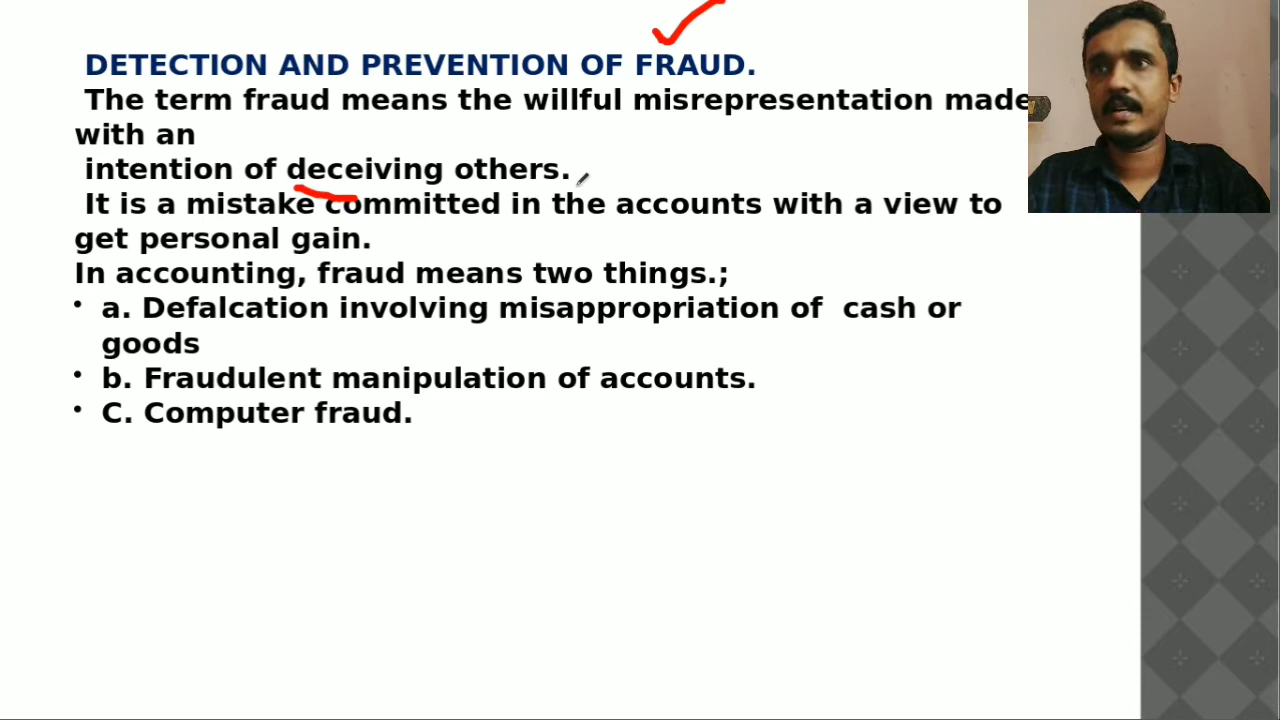 DETECTION AND PREVENTION OF FRAUD.
The term fraud means the willful misrepresentation made
with an
intention of deceiving others.
It is a mistake committed in the accounts with a view to
get personal gain.
In accounting, fraud means two things.;
• a. Defalcation involving misappropriation of  cash or
goods
• b. Fraudulent manipulation of accounts.
• C. Computer fraud.